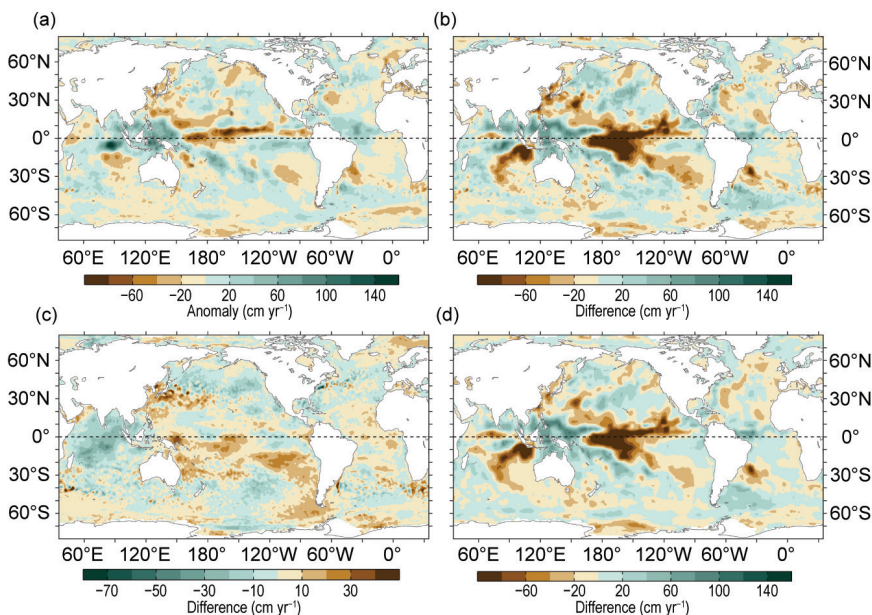 (a) (b)
30°N 30°N
0° 0°
30°S 30°S
60°S 60°S
60°E 120°E 180° 120°W 60°W 0° 60°E 120°E 180° 120°W 60°W 0°
−60 −20 20 60 100 140 −60 −20 20 60 100 140
Anomaly (cm yr⁻¹) Difference (cm yr⁻¹)
(c) (d)
60°N 60°N
30°N 30°N
0° 0°
30°S 30°S
60°S 60°S
60°E 120°E 180° 120°W 60°W 0° 60°E 120°E 180° 120°W 60°W 0°
−70 −50 −30 −10 10 30 −60 −20 20 60 100 140
Difference (cm yr⁻¹) Difference (cm yr⁻¹)